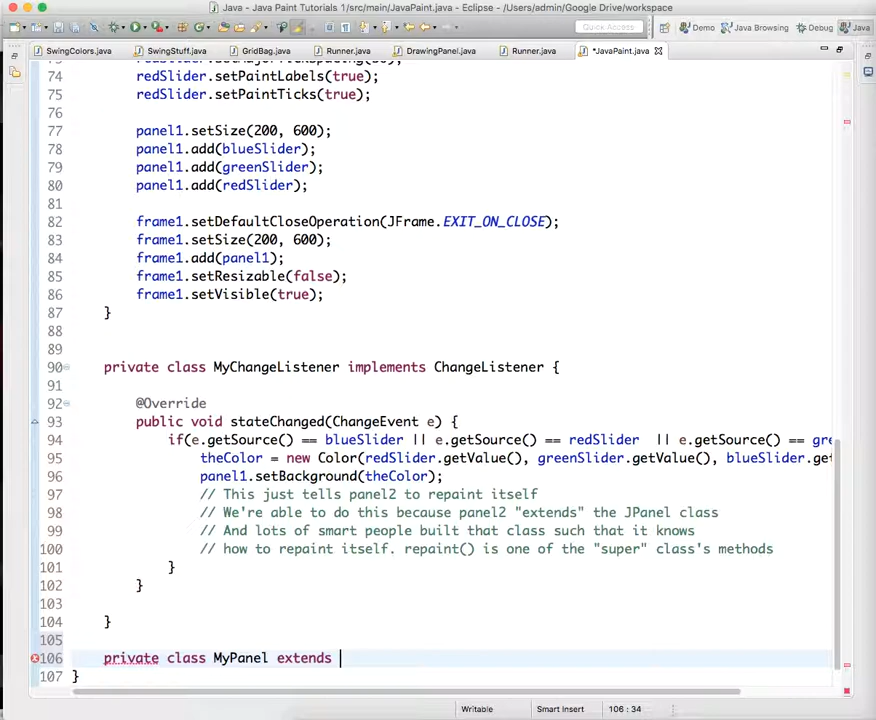 Java - Java Paint Tutorials 1/src/main/JavaPaint.java - Eclipse - /Users/admin/Google Drive/workspace
Quick Access Demo Java Browsing Debug Java
SwingColors.java SwingStuff.java GridBag.java Runner.java DrawingPanel.java Runner.java *JavaPaint.java
74 redSlider.setPaintLabels(true);
75 redSlider.setPaintTicks(true);
76
77 panel1.setSize(200, 600);
78 panel1.add(blueSlider);
79 panel1.add(greenSlider);
80 panel1.add(redSlider);
81
82 frame1.setDefaultCloseOperation(JFrame.EXIT_ON_CLOSE);
83 frame1.setSize(200, 600);
84 frame1.add(panel1);
85 frame1.setResizable(false);
86 frame1.setVisible(true);
87 }
88
89
90 private class MyChangeListener implements ChangeListener {
91
92 @Override
93 public void stateChanged(ChangeEvent e) {
94 if(e.getSource() == blueSlider || e.getSource() == redSlider  || e.getSource() == gre
95 theColor = new Color(redSlider.getValue(), greenSlider.getValue(), blueSlider.get
96 panel1.setBackground(theColor);
97 // This just tells panel2 to repaint itself
98 // We're able to do this because panel2 "extends" the JPanel class
99 // And lots of smart people built that class such that it knows
100 // how to repaint itself. repaint() is one of the "super" class's methods
101 }
102 }
103
104 }
105
106 private class MyPanel extends
107 }
Writable Smart Insert 106 : 34